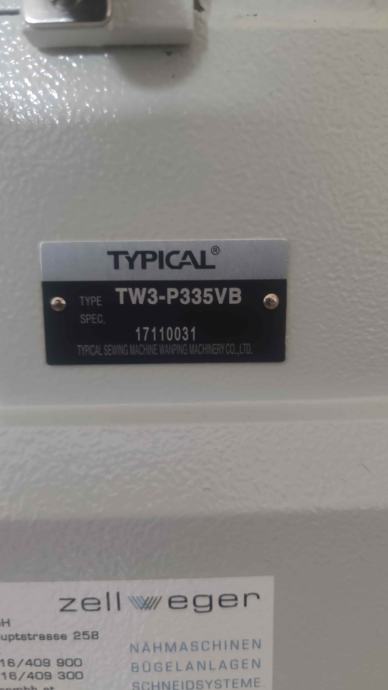 TYPICAL®
TYPE TW3-P335VB
SPEC.
17110031
TYPICAL SEWING MACHINE WANPING MACHINERY CO., LTD.
zellweger
NÄHMASCHINEN
258
BÜGELANLAGEN
16/409 900
SCHNEIDSYSTEME
16/409 300